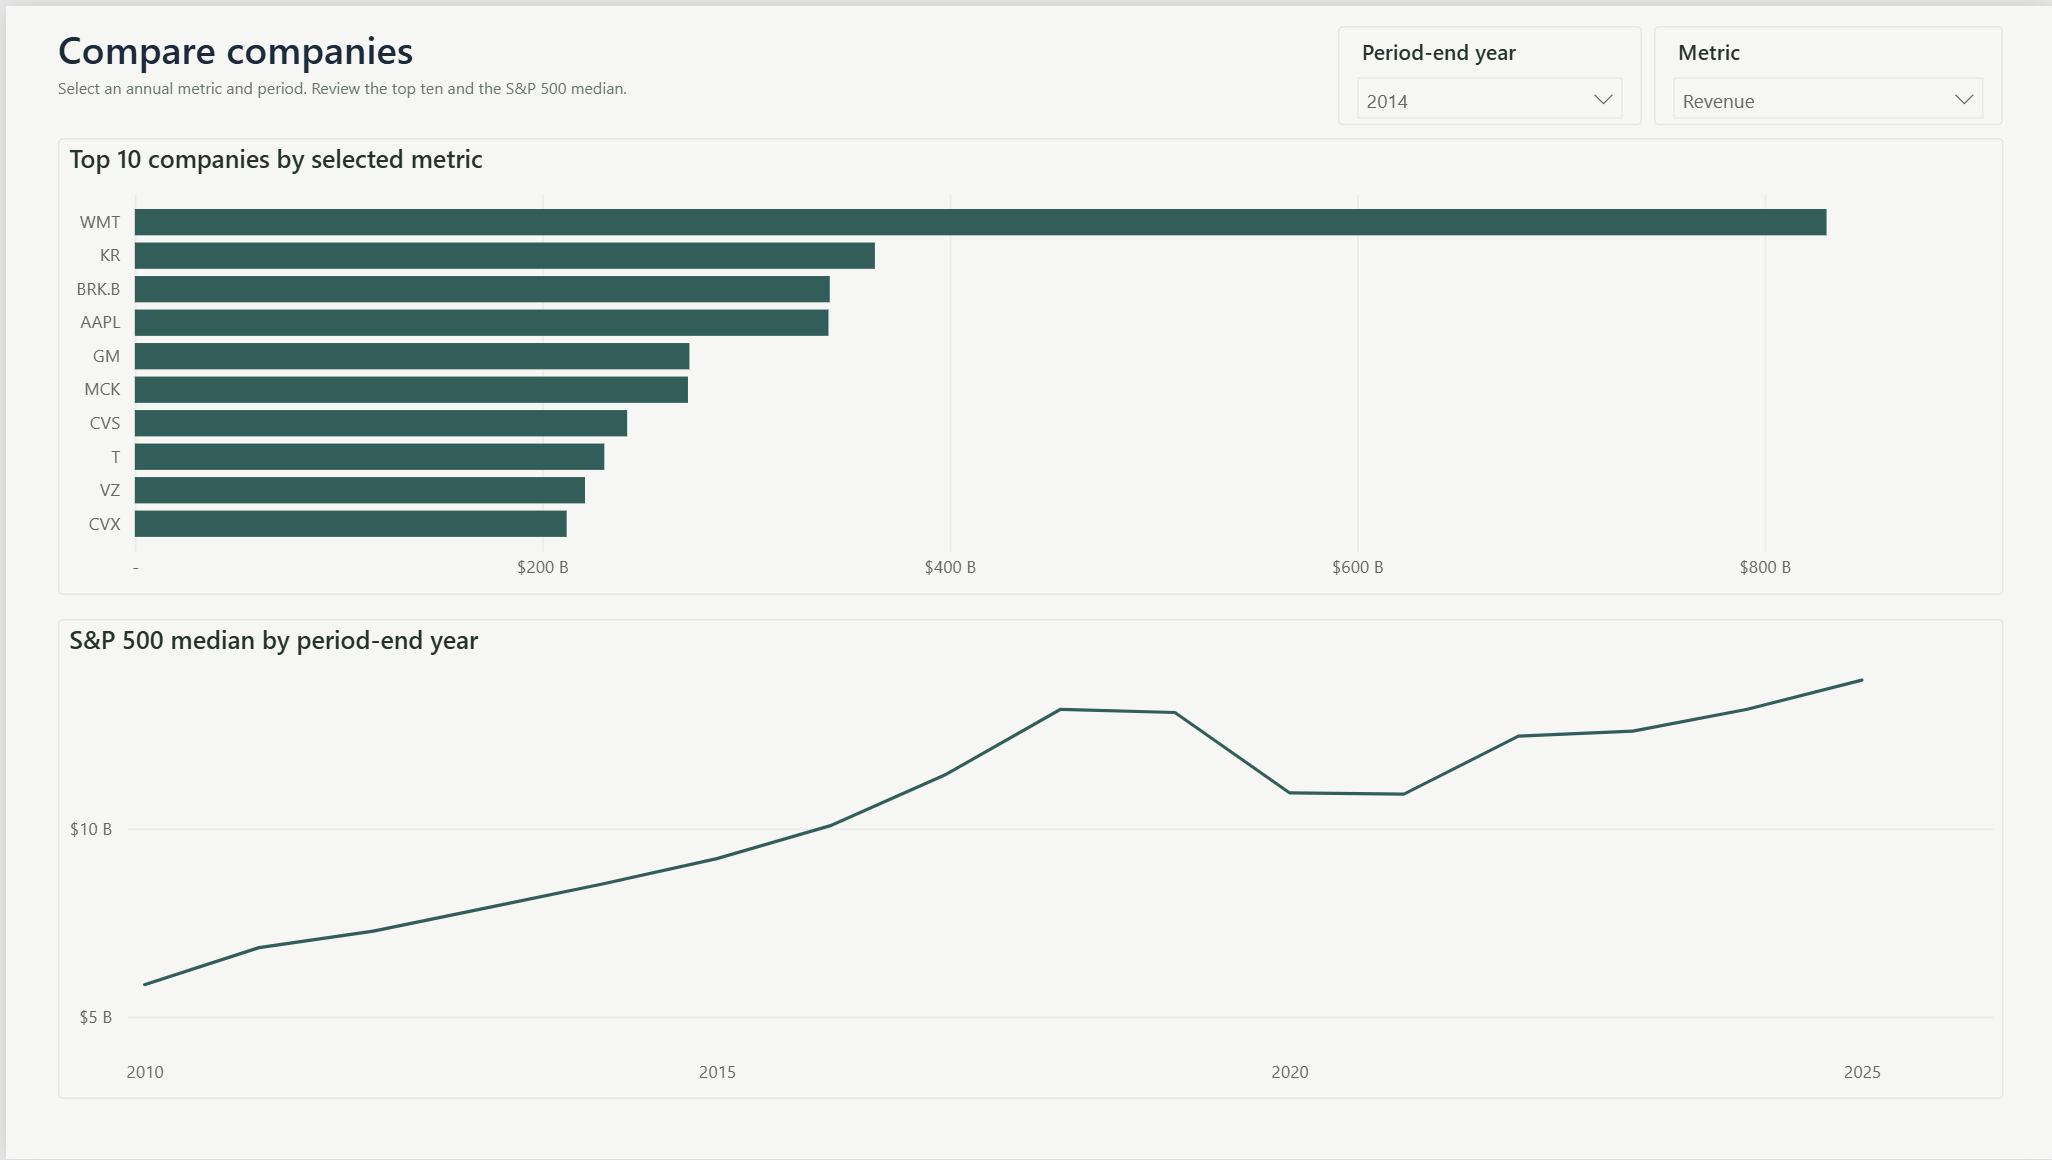 Compare companies
Select an annual metric and period. Review the top ten and the S&P 500 median.
Period-end year
2014
Metric
Revenue
Top 10 companies by selected metric
WMT
KR
BRK.B
AAPL
GM
MCK
CVS
T
VZ
CVX
- $200 B $400 B $600 B $800 B
S&P 500 median by period-end year
$10 B
$5 B
2010 2015 2020 2025